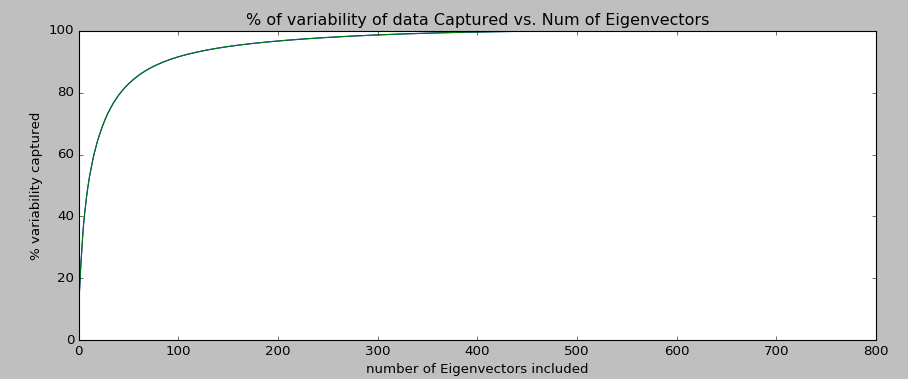 % of variability of data Captured vs. Num of Eigenvectors
100
80
60
40
20
0
% variability captured
0 100 200 300 400 500 600 700 800
number of Eigenvectors included